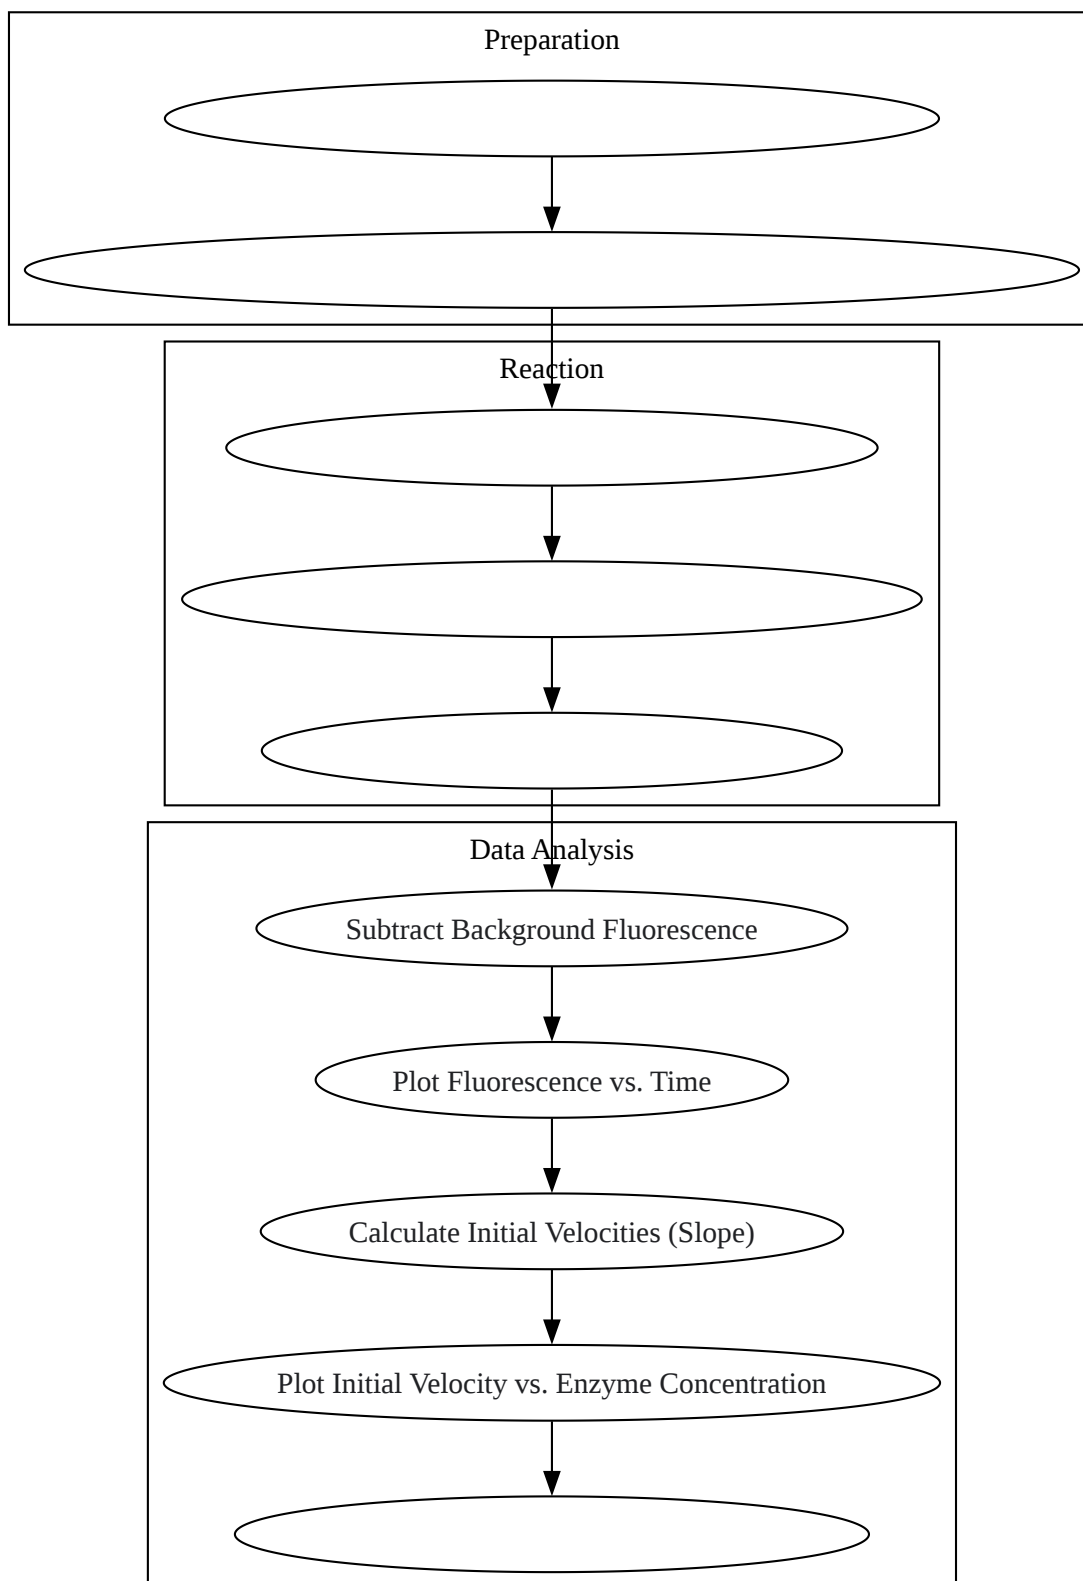 Preparation
Reaction
Data Analysis
Subtract Background Fluorescence
Plot Fluorescence vs. Time
Calculate Initial Velocities (Slope)
Plot Initial Velocity vs. Enzyme Concentration